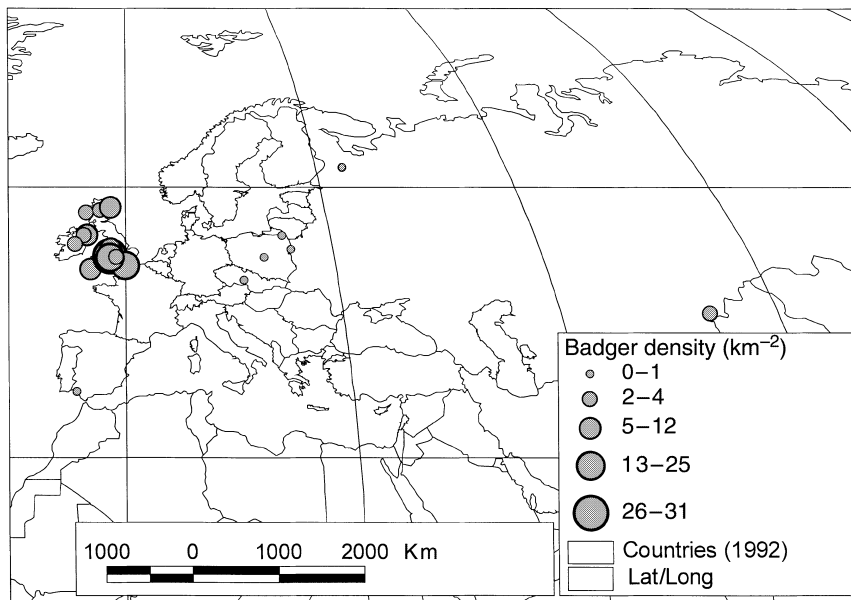 Badger density (km⁻²)
0–1
2–4
5–12
13–25
26–31
Countries (1992)
Lat/Long
1000 0 1000 2000 Km